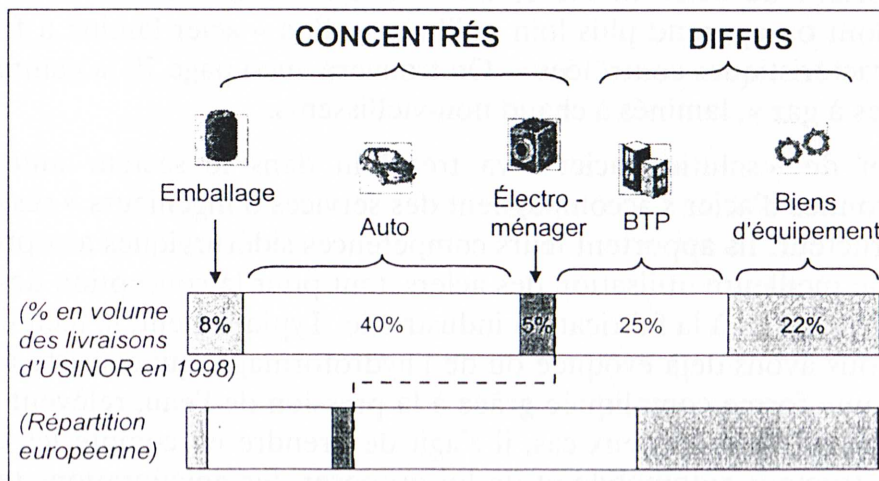 CONCENTRÉS
DIFFUS
Emballage
Auto
Électro-
ménager
BTP
Biens
d'équipement
(% en volume
des livraisons
d'USINOR en 1998)
8%
40%
5%
25%
22%
(Répartition
européenne)